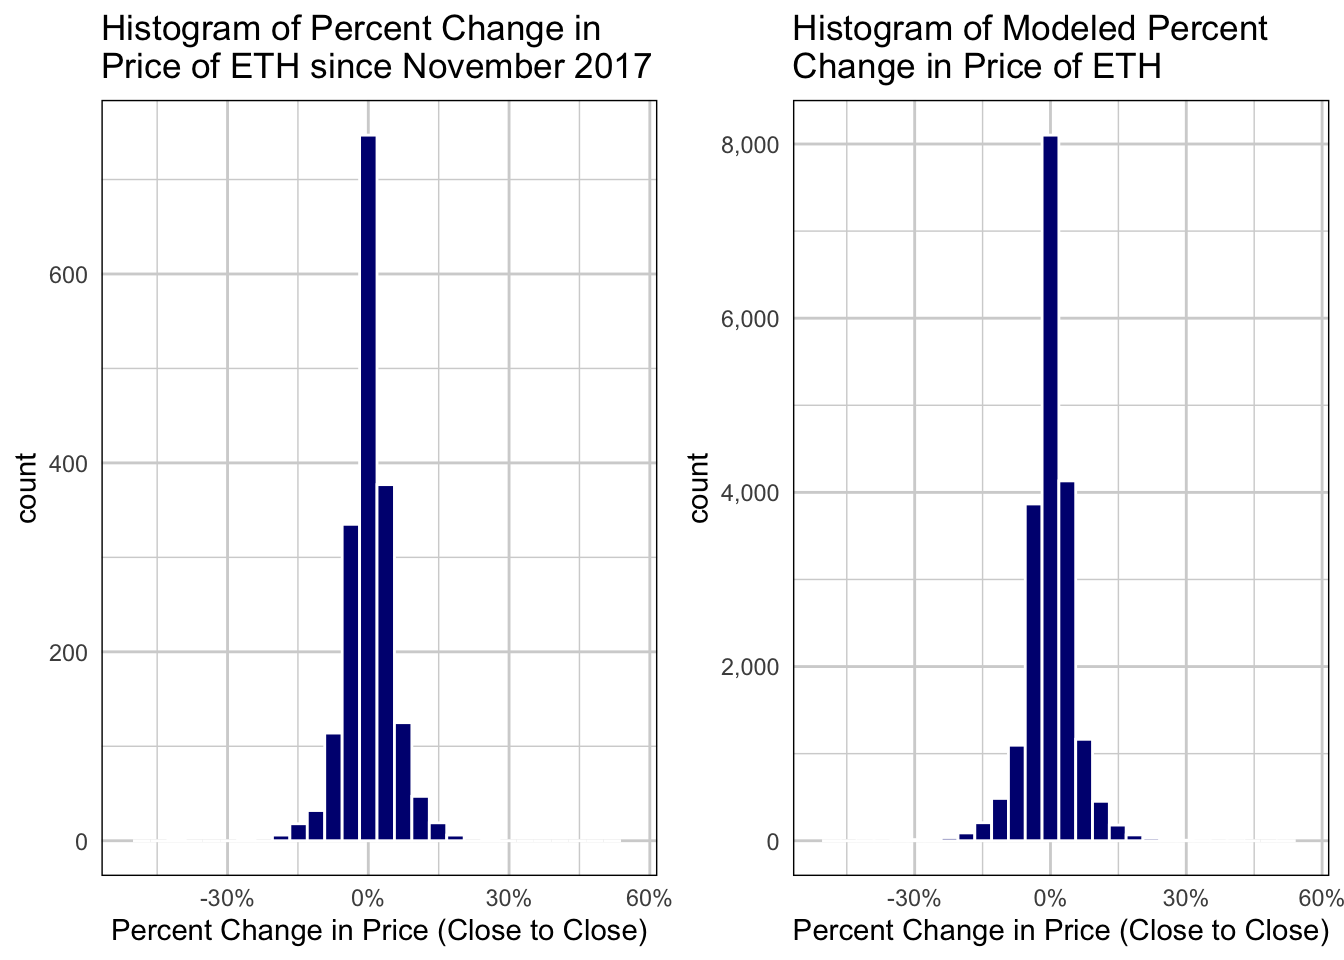 Histogram of Percent Change in
Price of ETH since November 2017
count
600
400
200
0
-30% 0% 30% 60%
Percent Change in Price (Close to Close)
Histogram of Modeled Percent
Change in Price of ETH
count
8,000
6,000
4,000
2,000
0
-30% 0% 30% 60%
Percent Change in Price (Close to Close)